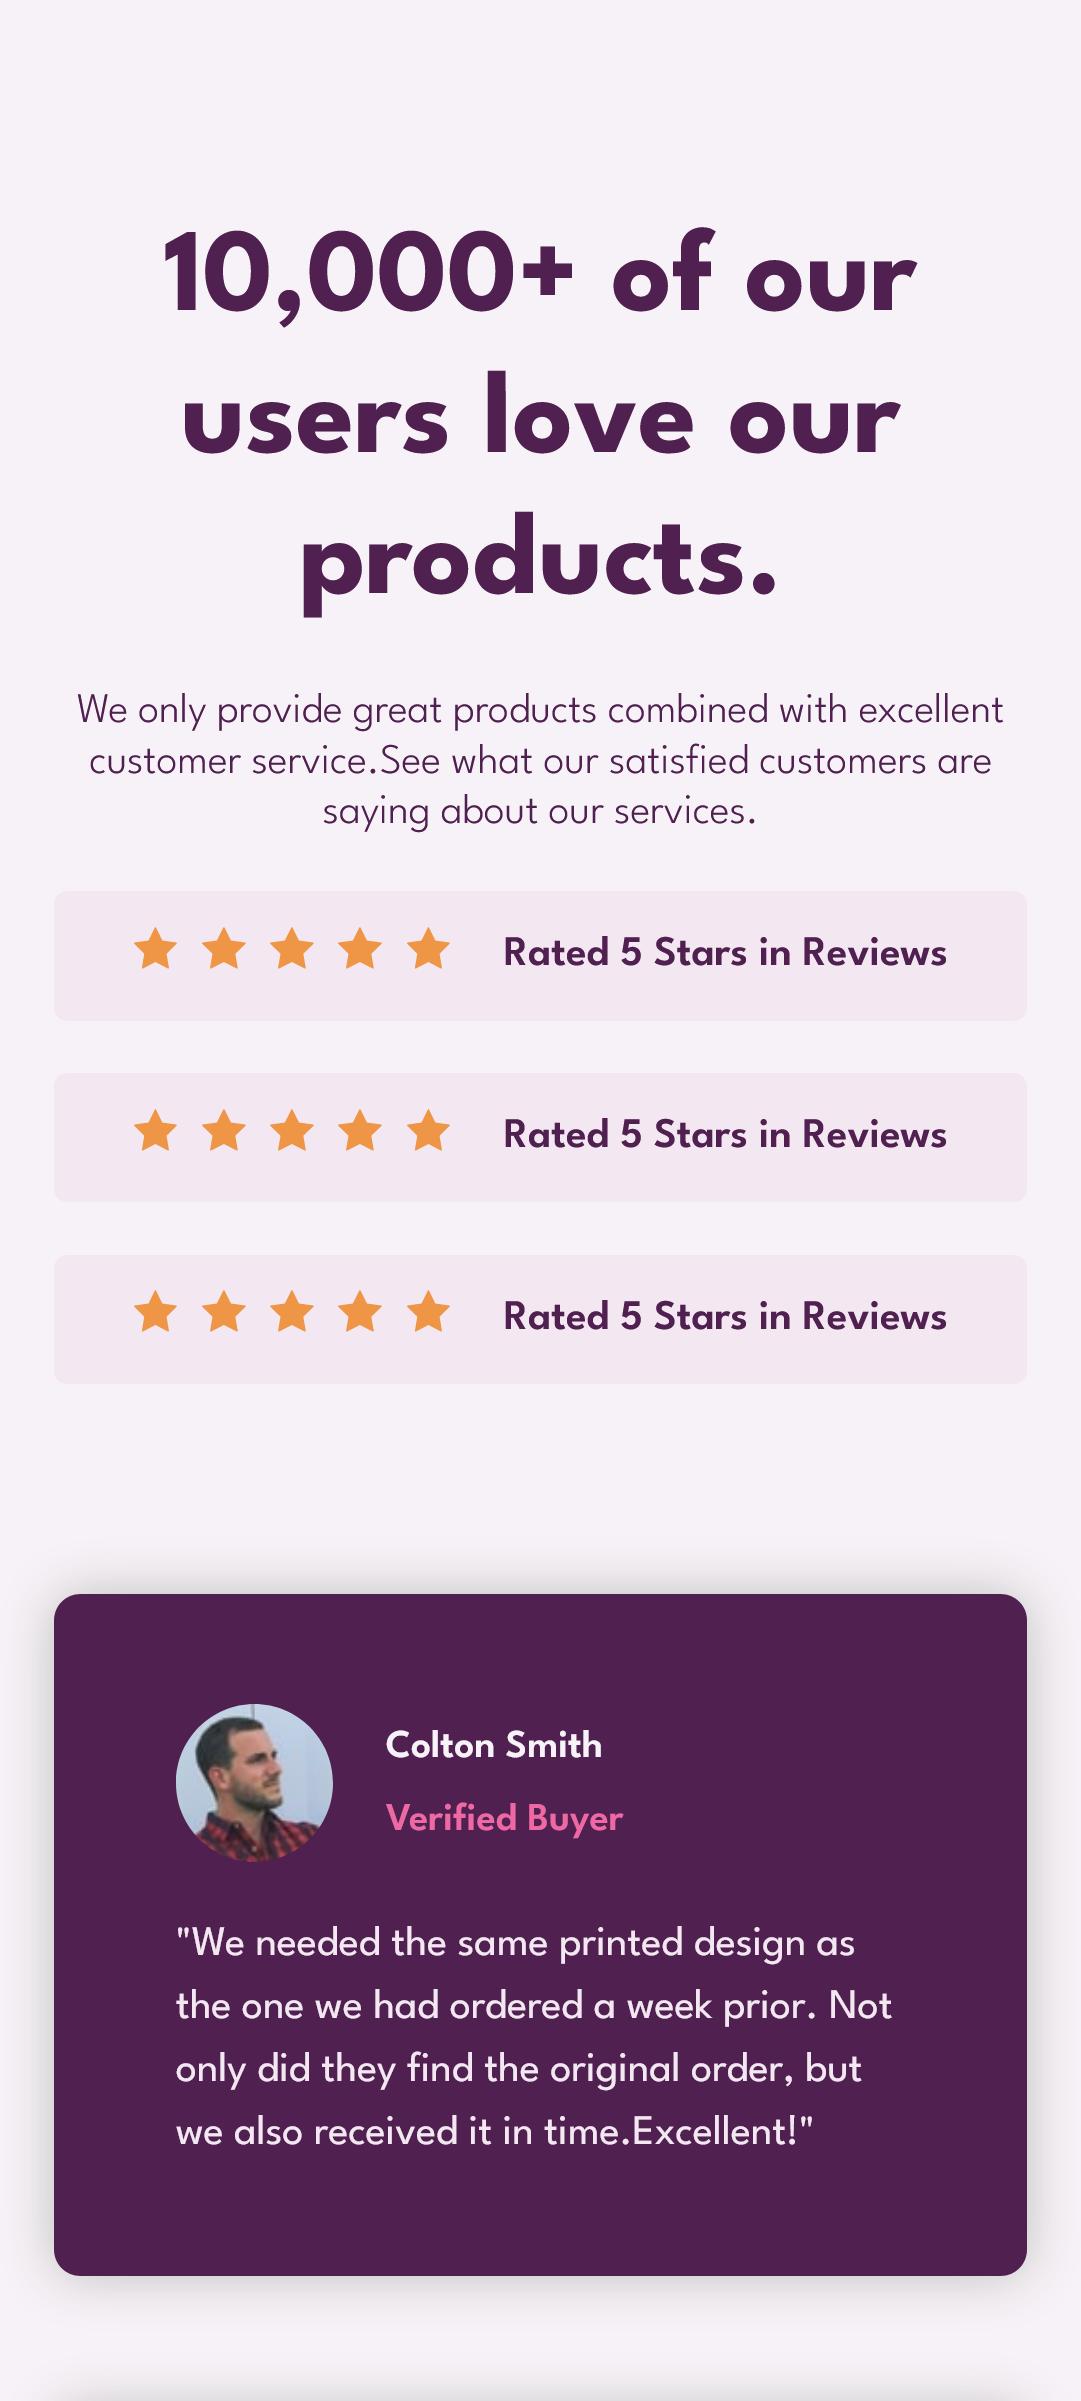 10,000+ of our
users love our
products.
We only provide great products combined with excellent
customer service.See what our satisfied customers are
saying about our services.
Rated 5 Stars in Reviews
Rated 5 Stars in Reviews
Rated 5 Stars in Reviews
Colton Smith
Verified Buyer
"We needed the same printed design as
the one we had ordered a week prior. Not
only did they find the original order, but
we also received it in time.Excellent!"